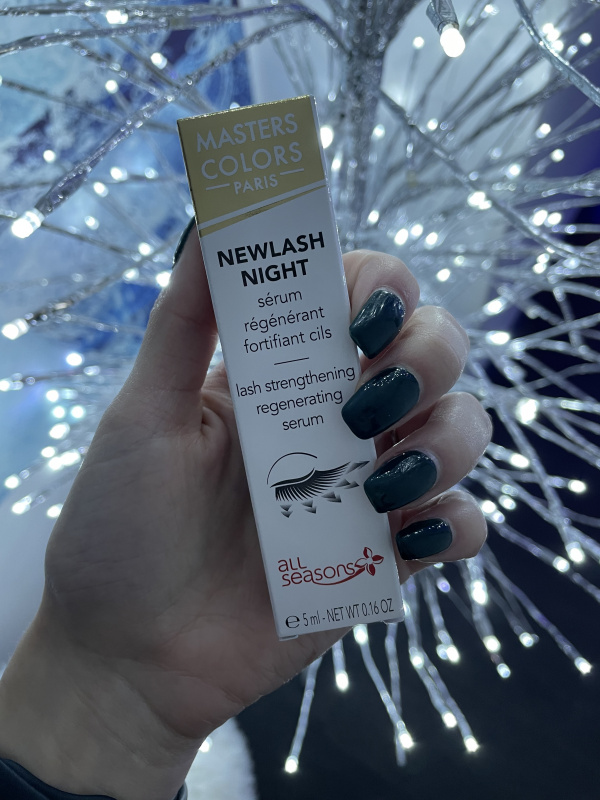 MASTERS
COLORS
PARIS
NEWLASH
NIGHT
sérum
régénérant
fortifiant cils
lash strengthening
regenerating
serum
all
seasons
℮ 5 ml - NET WT 0.16 OZ